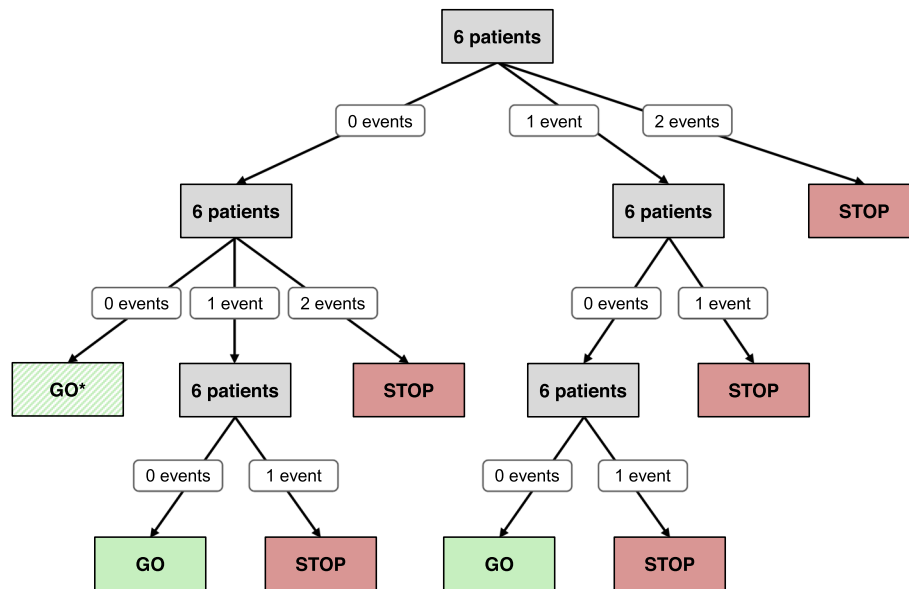 6 patients
0 events
1 event
2 events
6 patients
6 patients
STOP
0 events
1 event
2 events
0 events
1 event
GO*
6 patients
STOP
6 patients
STOP
0 events
1 event
0 events
1 event
GO
STOP
GO
STOP